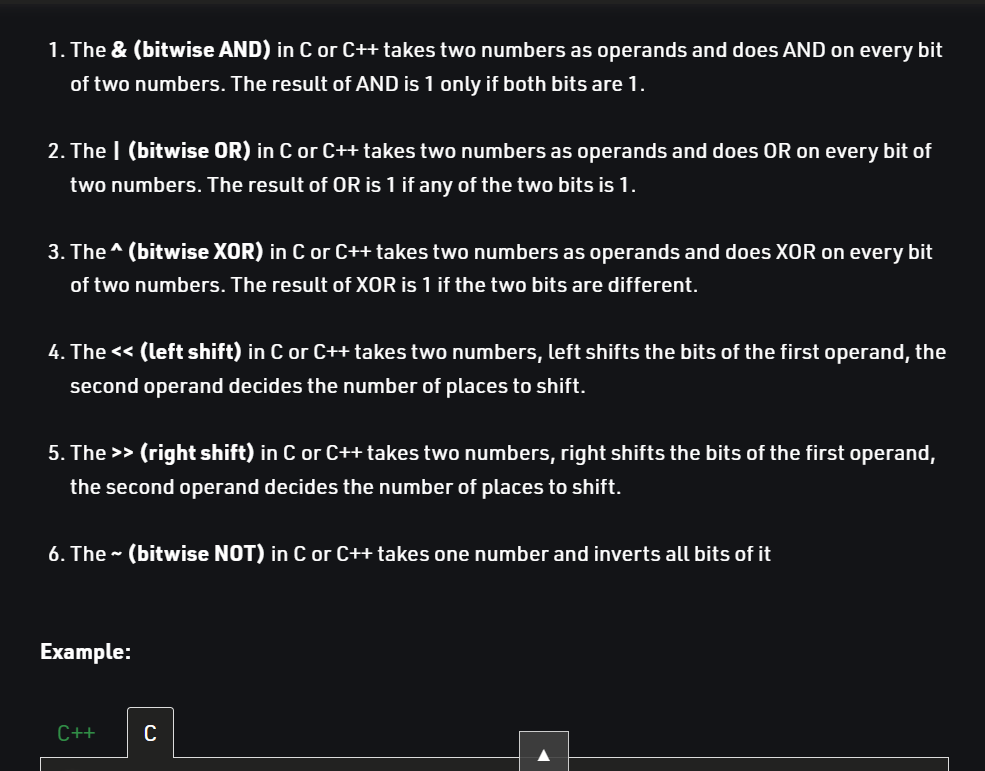 1. The & (bitwise AND) in C or C++ takes two numbers as operands and does AND on every bit
of two numbers. The result of AND is 1 only if both bits are 1.
2. The | (bitwise OR) in C or C++ takes two numbers as operands and does OR on every bit of
two numbers. The result of OR is 1 if any of the two bits is 1.
3. The ^ (bitwise XOR) in C or C++ takes two numbers as operands and does XOR on every bit
of two numbers. The result of XOR is 1 if the two bits are different.
4. The << (left shift) in C or C++ takes two numbers, left shifts the bits of the first operand, the
second operand decides the number of places to shift.
5. The >> (right shift) in C or C++ takes two numbers, right shifts the bits of the first operand,
the second operand decides the number of places to shift.
6. The ~ (bitwise NOT) in C or C++ takes one number and inverts all bits of it
Example:
C++ C
▲